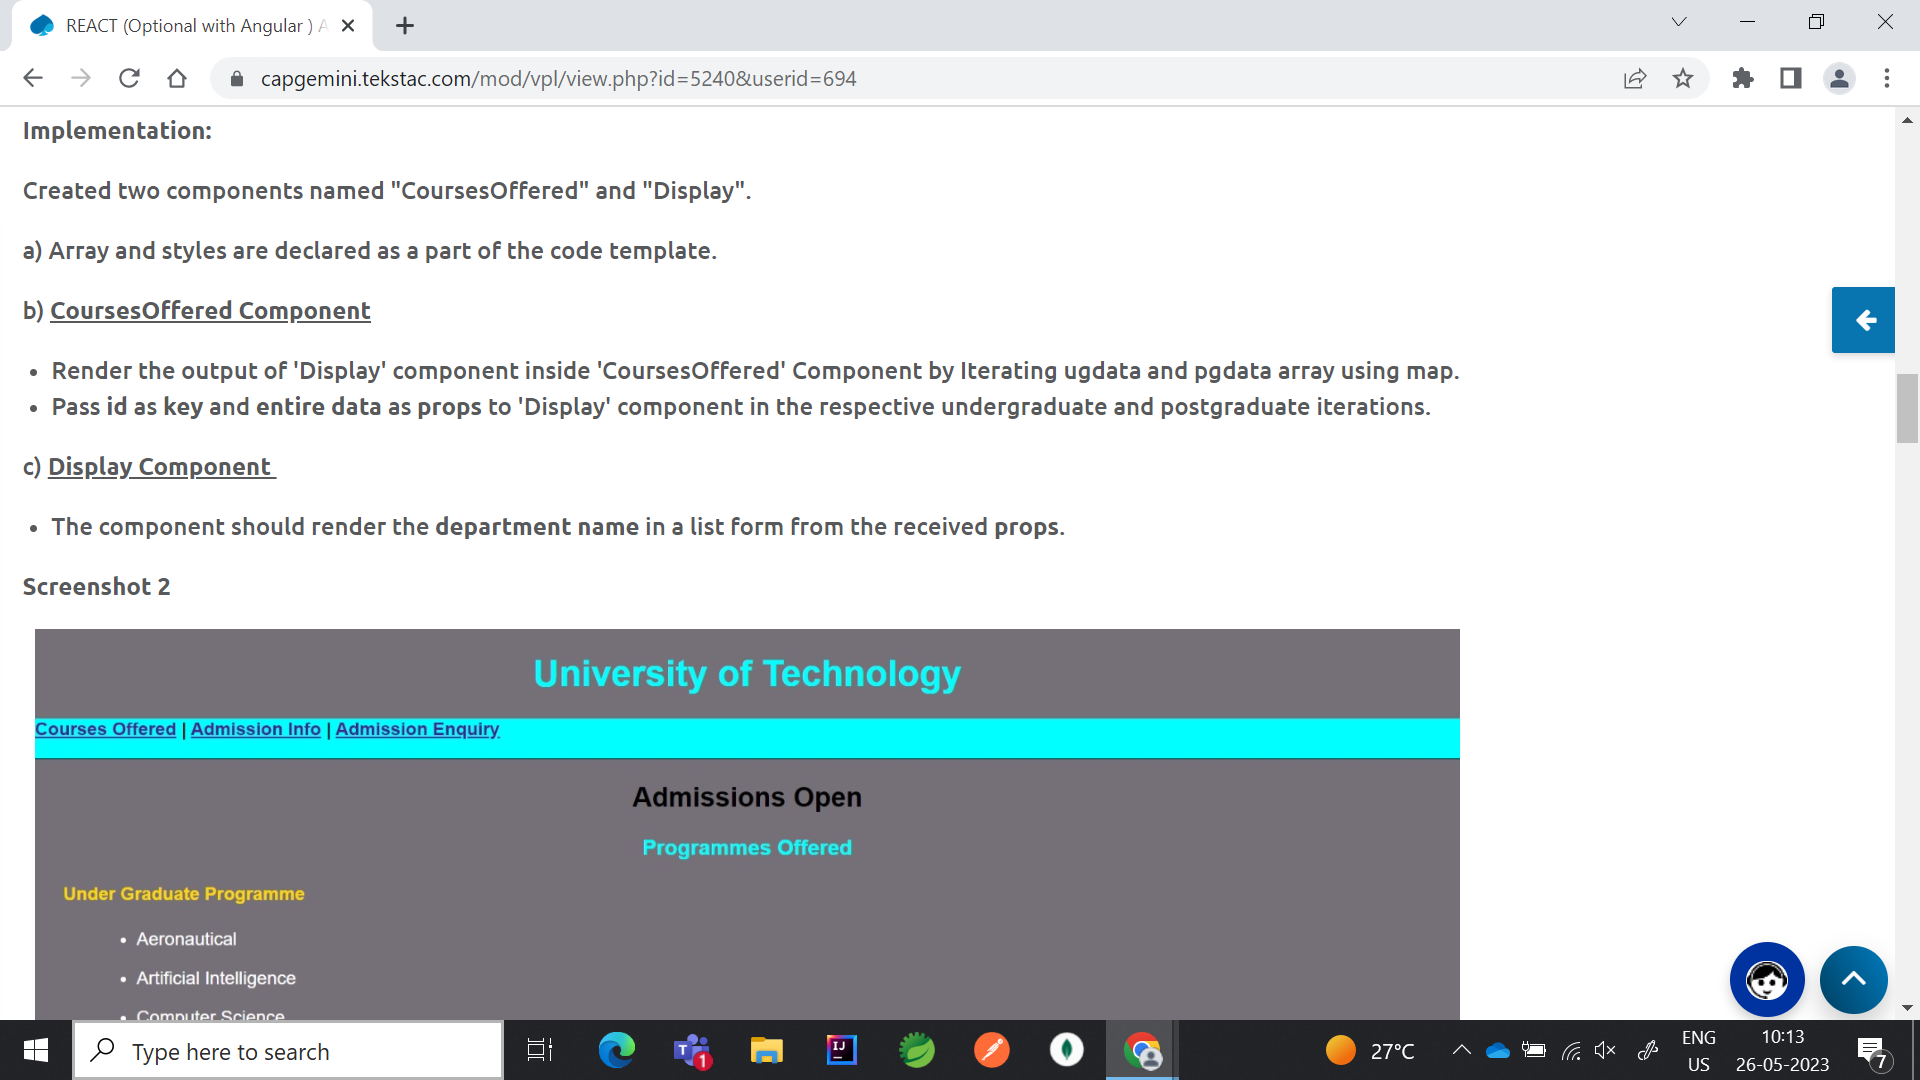 REACT (Optional with Angular ) A
capgemini.tekstac.com/mod/vpl/view.php?id=5240&userid=694
Implementation:
Created two components named "CoursesOffered" and "Display".
a) Array and styles are declared as a part of the code template.
b) CoursesOffered Component
• Render the output of 'Display' component inside 'CoursesOffered' Component by Iterating ugdata and pgdata array using map.
• Pass id as key and entire data as props to 'Display' component in the respective undergraduate and postgraduate iterations.
c) Display Component
• The component should render the department name in a list form from the received props.
Screenshot 2
University of Technology
Courses Offered | Admission Info | Admission Enquiry
Admissions Open
Programmes Offered
Under Graduate Programme
• Aeronautical
• Artificial Intelligence
• Computer Science
Type here to search
T 1
IJ
27°C
ENG
US
10:13
26-05-2023
7